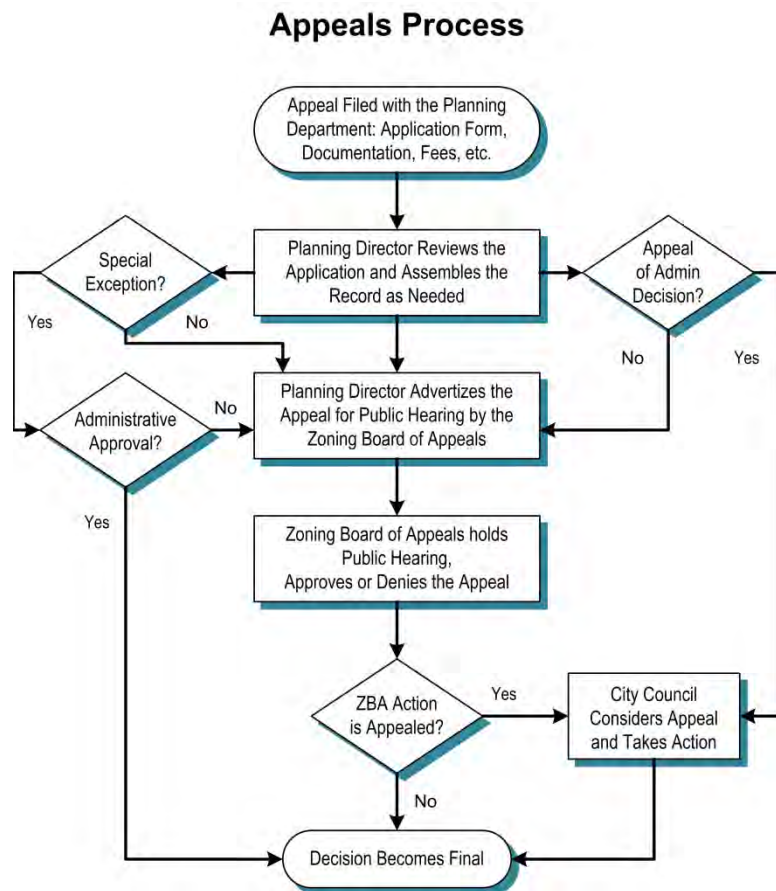 Appeals Process
Appeal Filed with the Planning
Department: Application Form,
Documentation, Fees, etc.
Special
Exception?
Planning Director Reviews the
Application and Assembles the
Record as Needed
Appeal
of Admin
Decision?
Yes
No
No
Yes
Administrative
Approval?
No
Planning Director Advertizes the
Appeal for Public Hearing by the
Zoning Board of Appeals
Yes
Zoning Board of Appeals holds
Public Hearing,
Approves or Denies the Appeal
ZBA Action
is Appealed?
Yes
City Council
Considers Appeal
and Takes Action
No
Decision Becomes Final